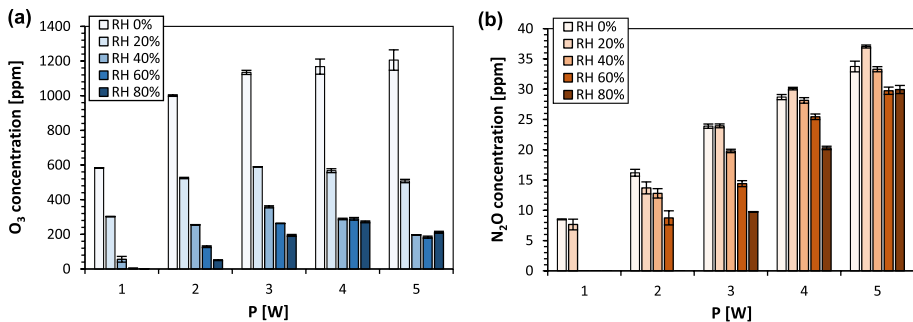 (a)
RH 0%
RH 20%
RH 40%
RH 60%
RH 80%
1400
1200
1000
800
600
400
200
0
O₃ concentration [ppm]
1 2 3 4 5
P [W]
(b)
RH 0%
RH 20%
RH 40%
RH 60%
RH 80%
40
35
30
25
20
15
10
5
0
N₂O concentration [ppm]
1 2 3 4 5
P [W]